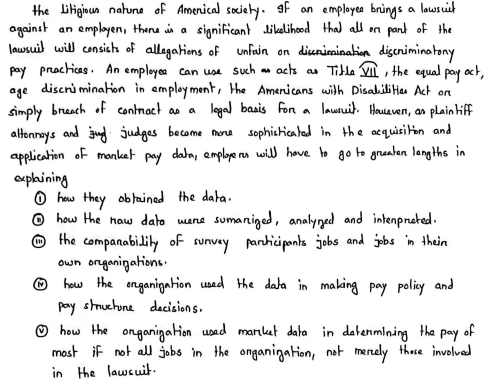 the litigious nature of Americal society. If an employee brings a lawsuit
against an employer, there is a significant likelihood that all or part of the
lawsuit will consists of allegations of unfair or discrimination discriminatory
pay practices. An employee can use such as acts as Title VII, the equal pay act,
age discrimination in employment, the Americans with Disabilities Act or
simply breach of contract as a legal basis for a lawsuit. However, as plaintiff
attorneys and jud judges become more sophisticated in the acquisition and
application of market pay data, employers will have to go to greater lengths in
explaining
(i) how they obtained the data.
(ii) how the raw data were sumarized, analyzed and interpreted.
(iii) the comparability of survey participants jobs and jobs in their
own organizations.
(iv) how the organization used the data in making pay policy and
pay structure decisions.
(v) how the organization used market data in determining the pay of
most if not all jobs in the organization, not merely those involved
in the lawsuit.